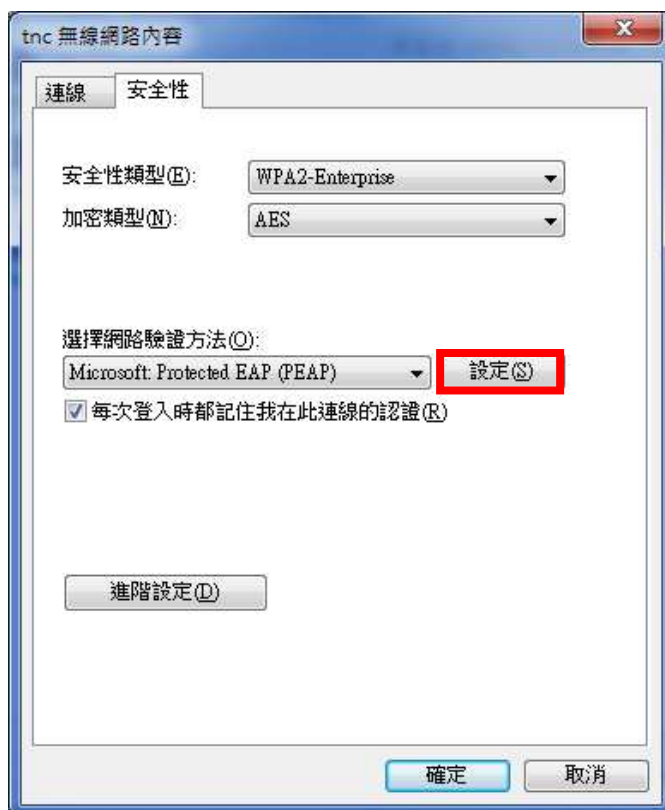 tnc 無線網路內容
連線 安全性
安全性類型(E): WPA2-Enterprise
加密類型(N): AES
選擇網路驗證方法(O):
Microsoft: Protected EAP (PEAP) 設定(S)
每次登入時都記住我在此連線的認證(R)
進階設定(D)
確定 取消